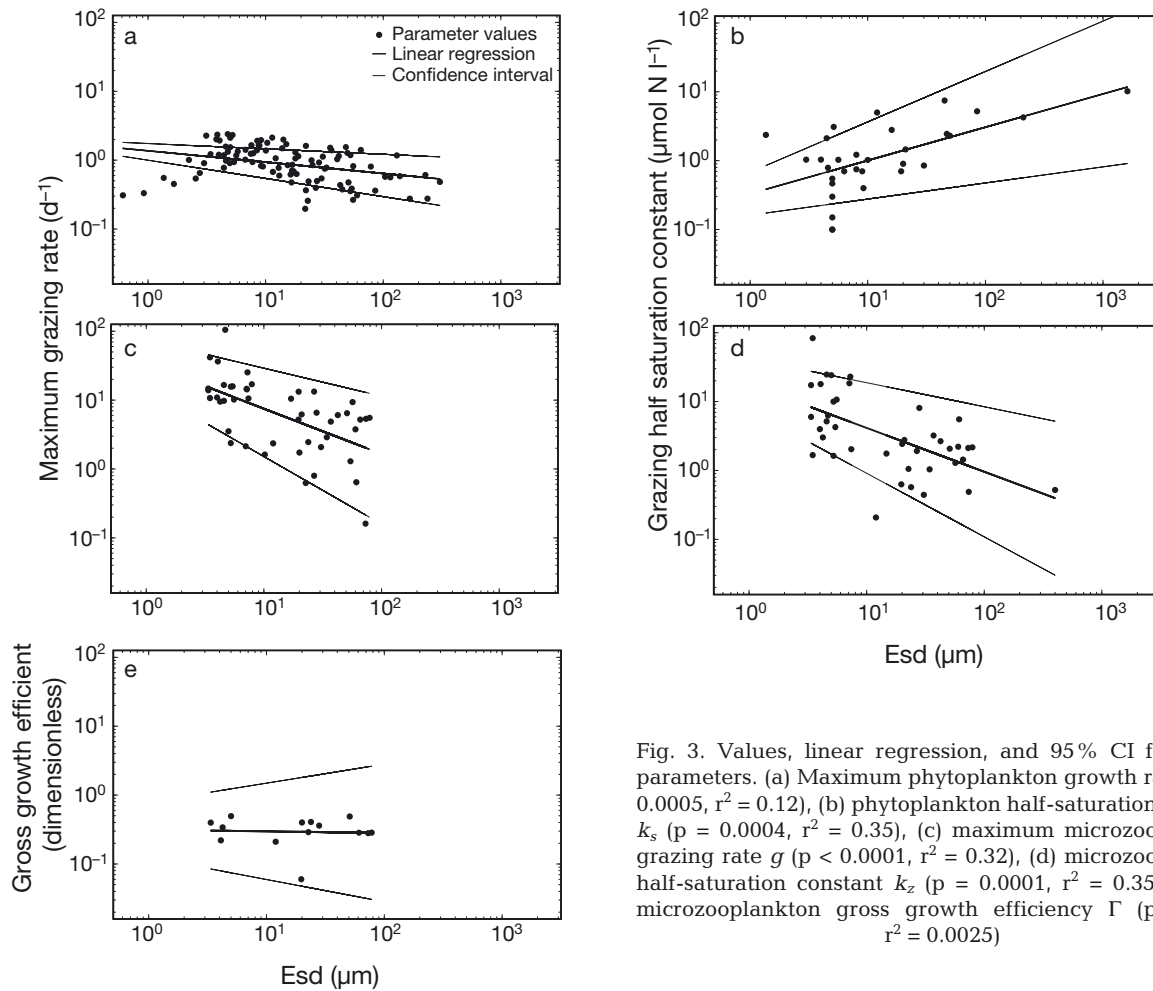 a
Parameter values
Linear regression
Confidence interval
10²
10¹
10⁰
10⁻¹
10⁰ 10¹ 10² 10³
Maximum grazing rate (d⁻¹)
b
10²
10¹
10⁰
10⁻¹
10⁰ 10¹ 10² 10³
Grazing half saturation constant (µmol N l⁻¹)
c
10²
10¹
10⁰
10⁻¹
10⁰ 10¹ 10² 10³
d
10²
10¹
10⁰
10⁻¹
10⁰ 10¹ 10² 10³
Esd (µm)
e
10²
10¹
10⁰
10⁻¹
10⁰ 10¹ 10² 10³
Gross growth efficient
(dimensionless)
Esd (µm)
Fig. 3. Values, linear regression, and 95% CI f
parameters. (a) Maximum phytoplankton growth ra
0.0005, r² = 0.12), (b) phytoplankton half-saturation
kₛ (p = 0.0004, r² = 0.35), (c) maximum microzoo
grazing rate g (p < 0.0001, r² = 0.32), (d) microzoo
half-saturation constant k_z (p = 0.0001, r² = 0.35
microzooplankton gross growth efficiency Γ (p
r² = 0.0025)